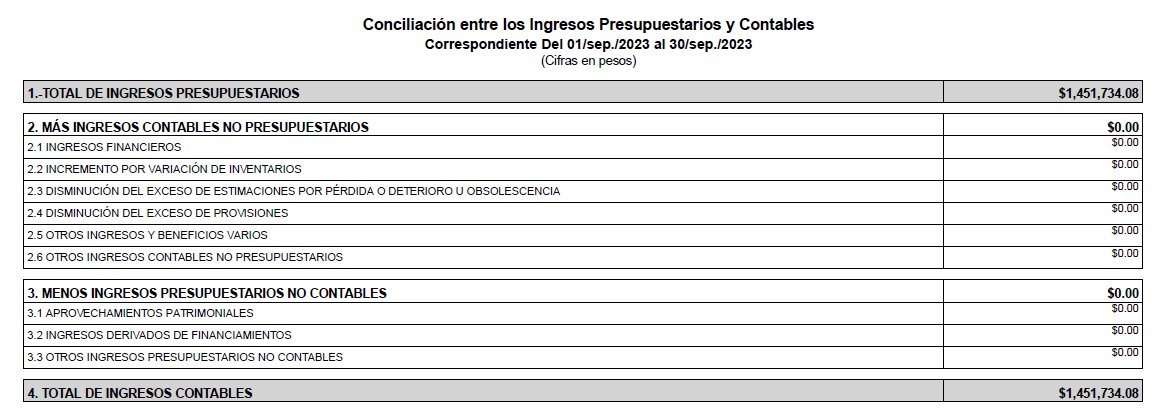 Conciliación entre los Ingresos Presupuestarios y Contables
Correspondiente Del 01/sep./2023 al 30/sep./2023
(Cifras en pesos)
1.-TOTAL DE INGRESOS PRESUPUESTARIOS $1,451,734.08
2. MÁS INGRESOS CONTABLES NO PRESUPUESTARIOS $0.00
2.1 INGRESOS FINANCIEROS $0.00
2.2 INCREMENTO POR VARIACIÓN DE INVENTARIOS $0.00
2.3 DISMINUCIÓN DEL EXCESO DE ESTIMACIONES POR PÉRDIDA O DETERIORO U OBSOLESCENCIA $0.00
2.4 DISMINUCIÓN DEL EXCESO DE PROVISIONES $0.00
2.5 OTROS INGRESOS Y BENEFICIOS VARIOS $0.00
2.6 OTROS INGRESOS CONTABLES NO PRESUPUESTARIOS $0.00
3. MENOS INGRESOS PRESUPUESTARIOS NO CONTABLES $0.00
3.1 APROVECHAMIENTOS PATRIMONIALES $0.00
3.2 INGRESOS DERIVADOS DE FINANCIAMIENTOS $0.00
3.3 OTROS INGRESOS PRESUPUESTARIOS NO CONTABLES $0.00
4. TOTAL DE INGRESOS CONTABLES $1,451,734.08